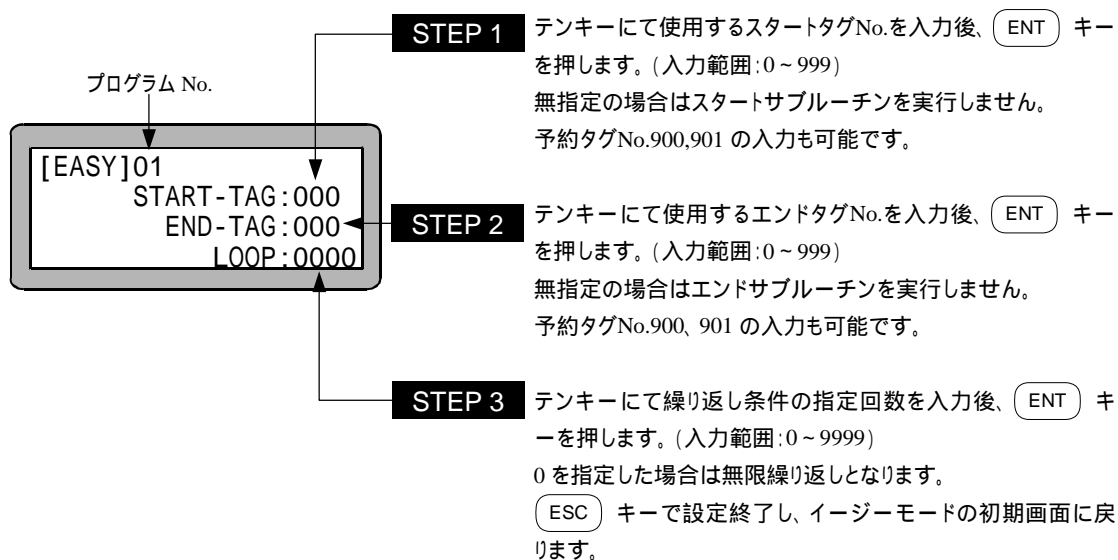 プログラム No.
[EASY]01
START-TAG:000
END-TAG:000
LOOP:0000
STEP 1
テンキーにて使用するスタートタグNo.を入力後、 ENT キー
を押します。(入力範囲:0~999)
無指定の場合はスタートサブルーチンを実行しません。
予約タグNo.900,901 の入力も可能です。
STEP 2
テンキーにて使用するエンドタグNo.を入力後、 ENT キー
を押します。(入力範囲:0~999)
無指定の場合はエンドサブルーチンを実行しません。
予約タグNo.900、901 の入力も可能です。
STEP 3
テンキーにて繰り返し条件の指定回数を入力後、 ENT キ
ーを押します。(入力範囲:0~9999)
0 を指定した場合は無限繰り返しとなります。
ESC キーで設定終了し、イージーモードの初期画面に戻
ります。